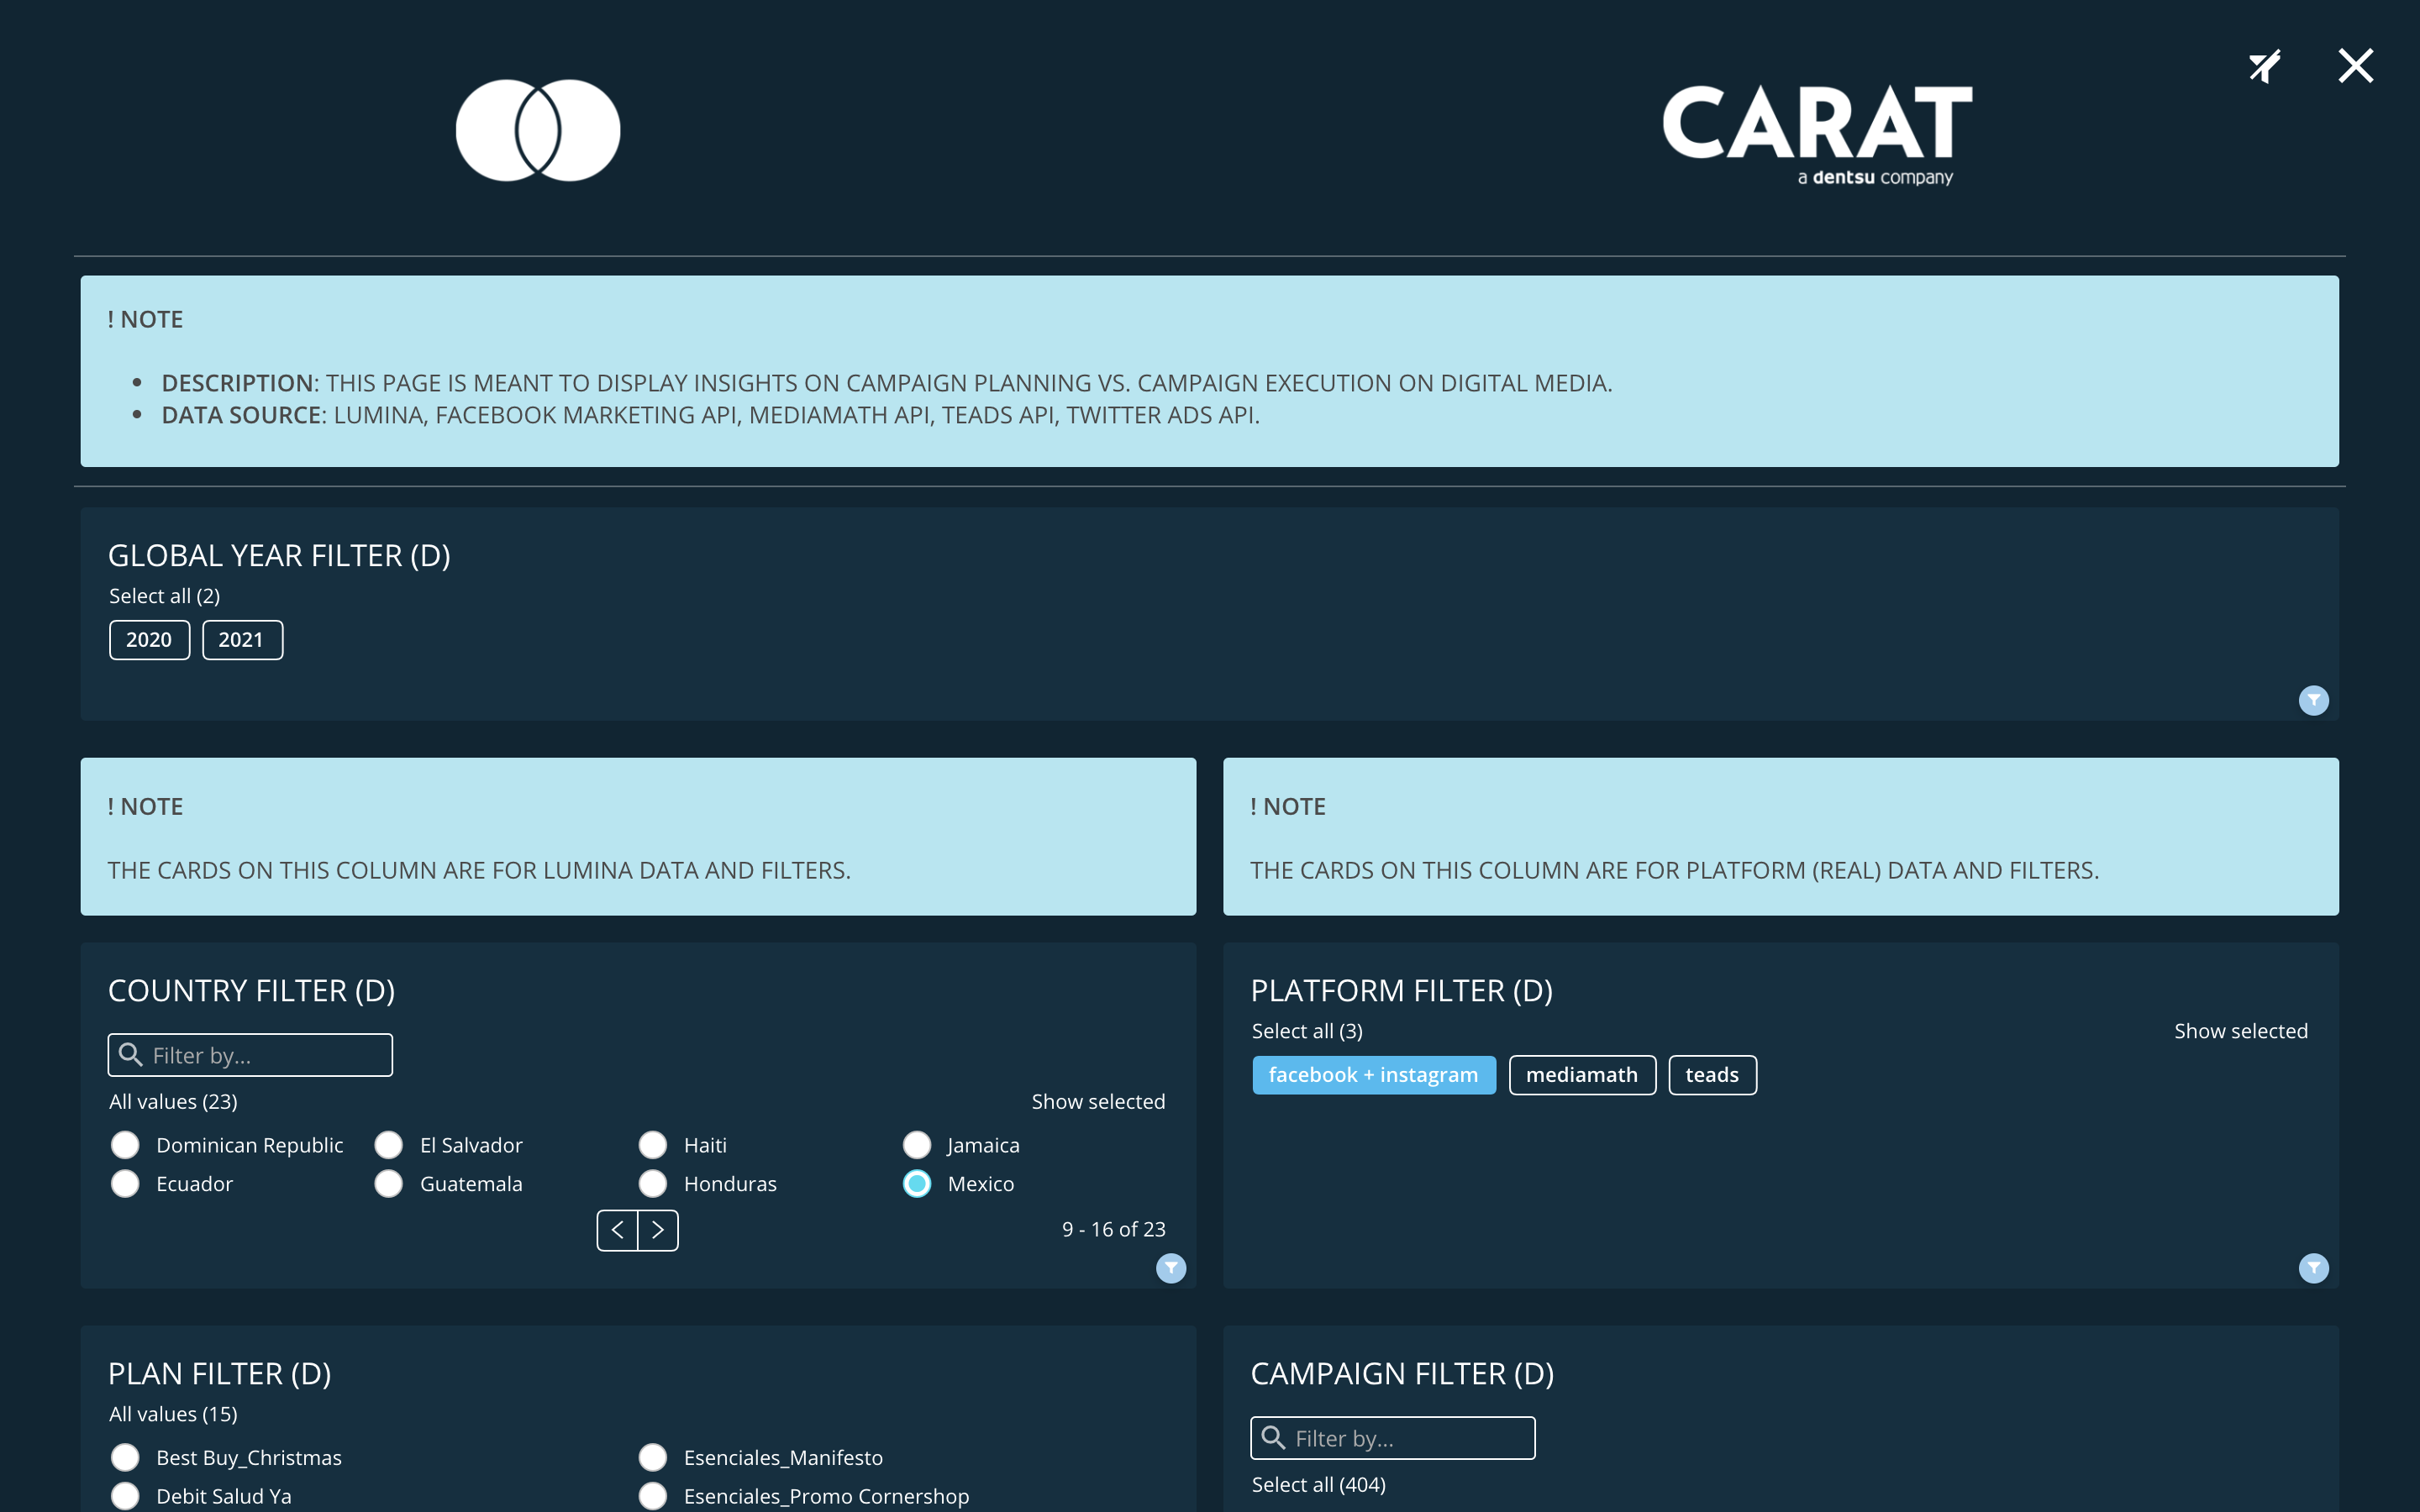 CARAT
a dentsu company
! NOTE
• DESCRIPTION: THIS PAGE IS MEANT TO DISPLAY INSIGHTS ON CAMPAIGN PLANNING VS. CAMPAIGN EXECUTION ON DIGITAL MEDIA.
• DATA SOURCE: LUMINA, FACEBOOK MARKETING API, MEDIAMATH API, TEADS API, TWITTER ADS API.
GLOBAL YEAR FILTER (D)
Select all (2)
2020 2021
! NOTE
THE CARDS ON THIS COLUMN ARE FOR LUMINA DATA AND FILTERS.
! NOTE
THE CARDS ON THIS COLUMN ARE FOR PLATFORM (REAL) DATA AND FILTERS.
COUNTRY FILTER (D)
Filter by...
All values (23) Show selected
Dominican Republic El Salvador Haiti Jamaica
Ecuador Guatemala Honduras Mexico
9 - 16 of 23
PLATFORM FILTER (D)
Select all (3) Show selected
facebook + instagram mediamath teads
PLAN FILTER (D)
All values (15)
Best Buy_Christmas Esenciales_Manifesto
Debit Salud Ya Esenciales_Promo Cornershop
CAMPAIGN FILTER (D)
Filter by...
Select all (404)